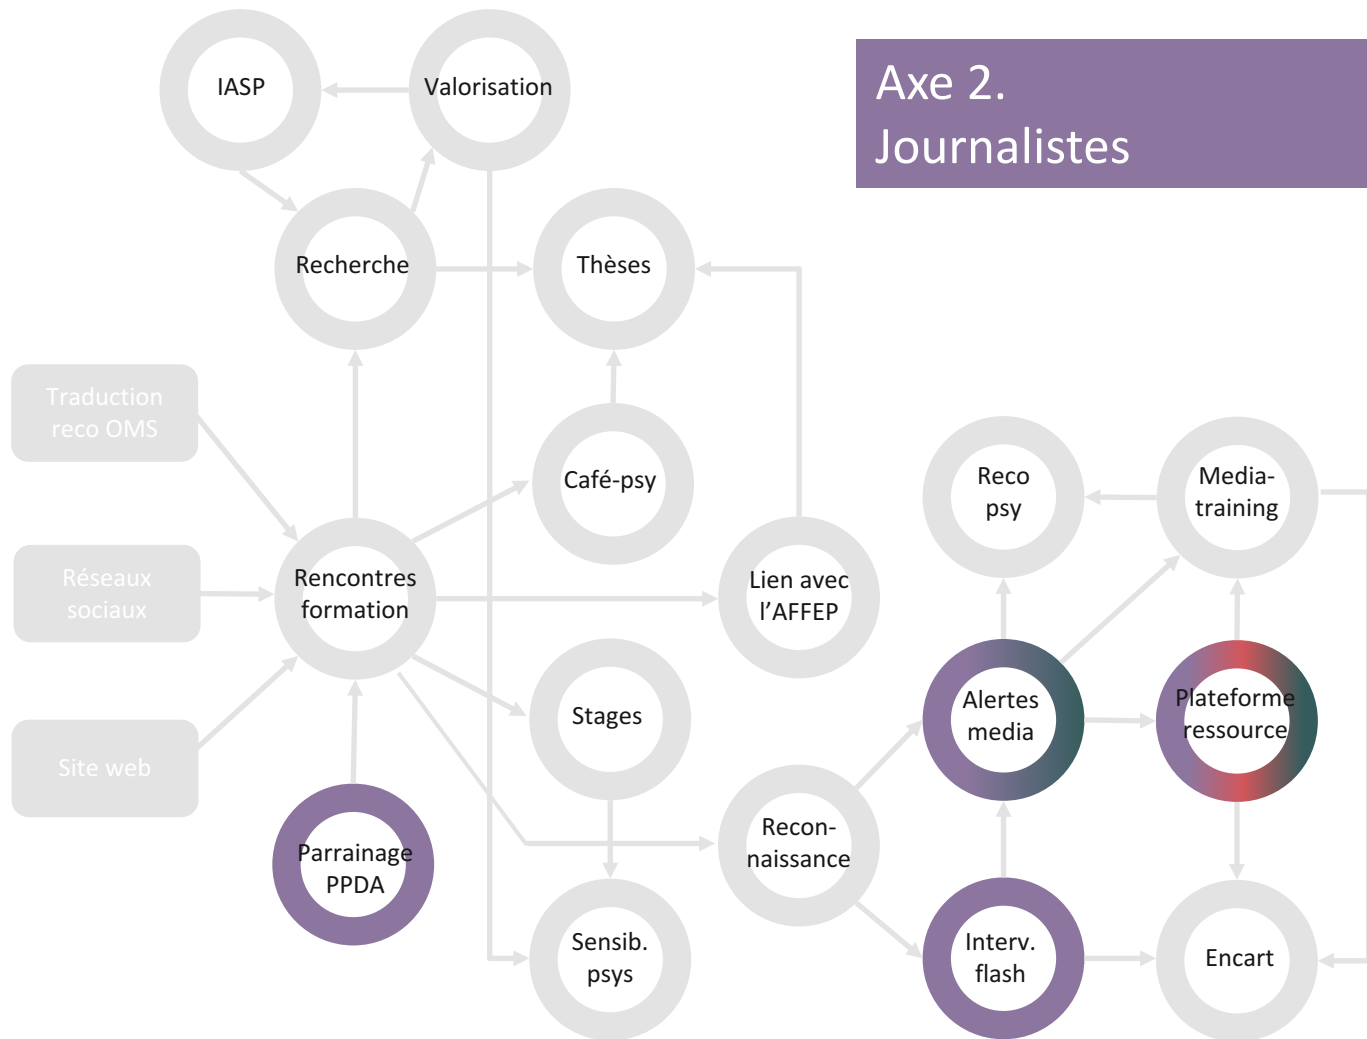 Axe 2.
Journalistes
IASP
Valorisation
Recherche
Thèses
Traduction
reco OMS
Café-psy
Reco
psy
Media-
training
Réseaux
sociaux
Rencontres
formation
Lien avec
l’AFFEP
Site web
Stages
Alertes
media
Plateforme
ressource
Parrainage
PPDA
Recon-
naissance
Sensib.
psys
Interv.
flash
Encart